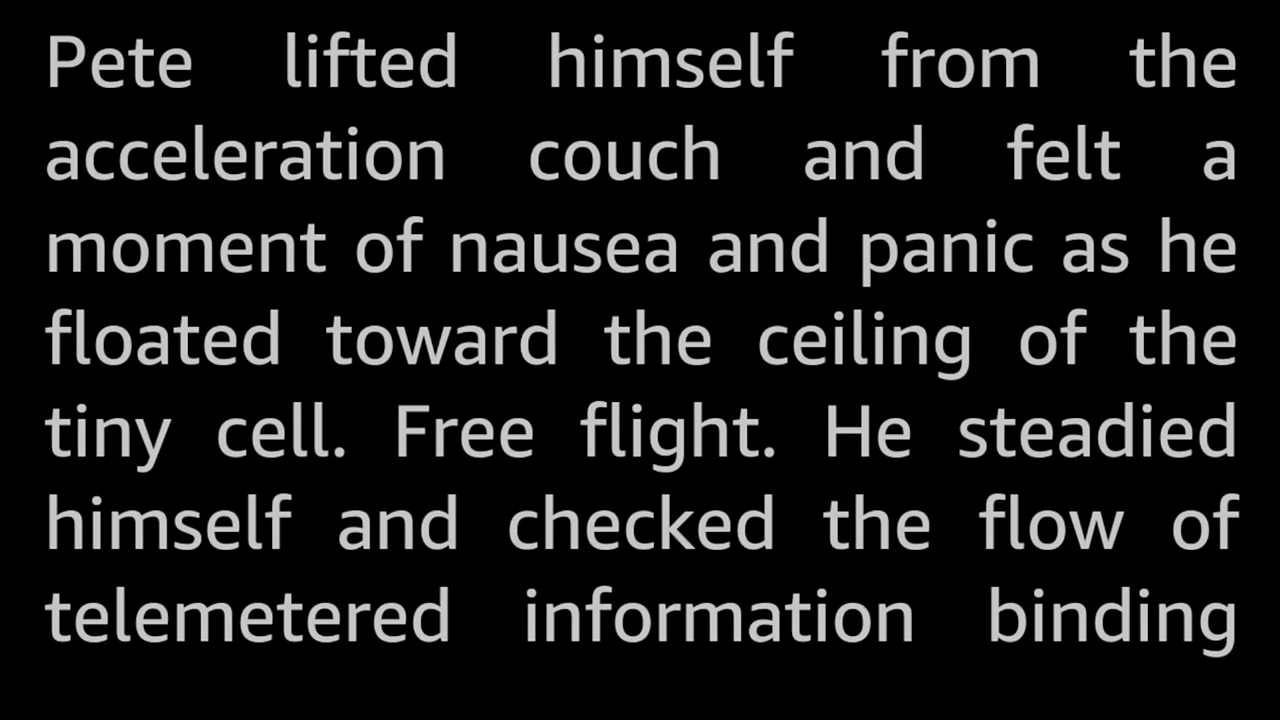 Pete lifted himself from the
acceleration couch and felt a
moment of nausea and panic as he
floated toward the ceiling of the
tiny cell. Free flight. He steadied
himself and checked the flow of
telemetered information binding